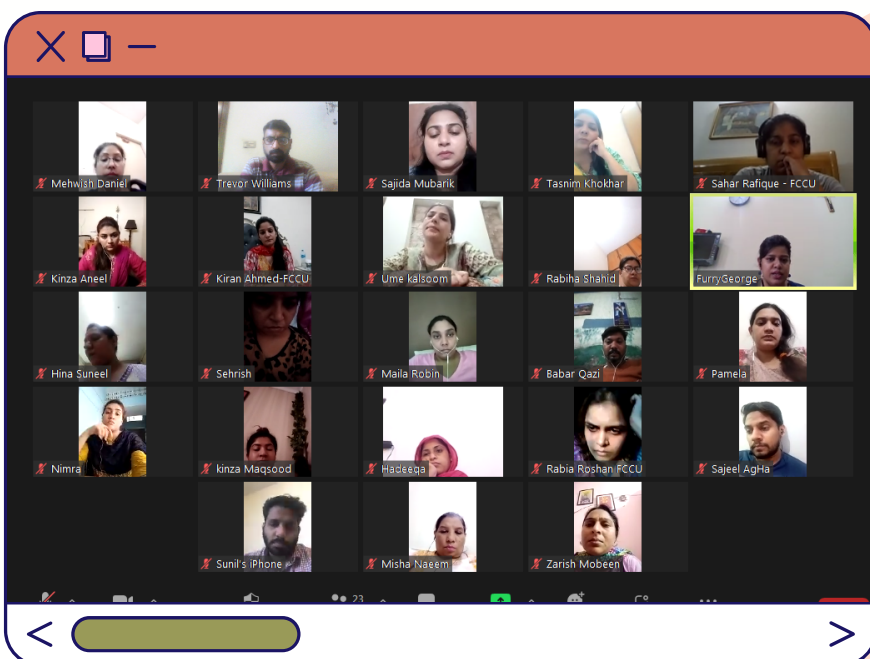 Mehwish Daniel
Trevor Williams
Sajida Mubarik
Tasnim Khokhar
Sahar Rafique - FCCU
Kinza Aneel
Kiran Ahmed-FCCU
Ume kalsoom
Rabiha Shahid
FurryGeorge
Hina Suneel
Sehrish
Maila Robin
Babar Qazi
Pamela
Nimra
kinza Maqsood
Hadeeqa
Rabia Roshan FCCU
Sajeel AgHa
Sunil's iPhone
Misha Naeem
Zarish Mobeen
23